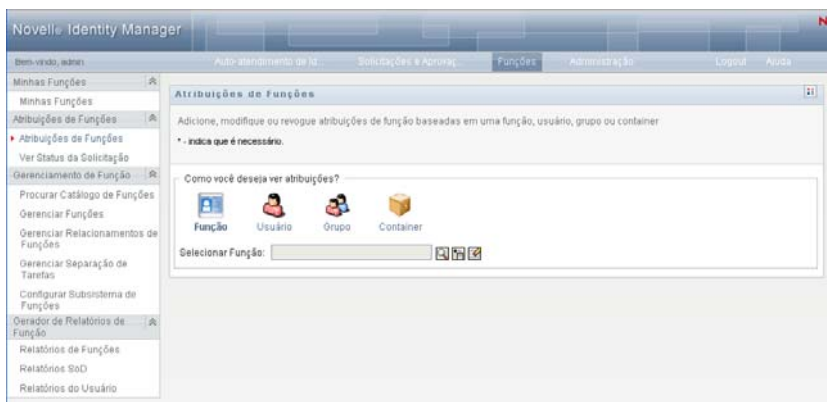 Novell® Identity Manager
N
Bem-vindo, admin
Auto-atendimento de Id...
Solicitações e Aprovaç...
Funções
Administração
Logout
Ajuda
Minhas Funções
Minhas Funções
Atribuições de Funções
Atribuições de Funções
Ver Status da Solicitação
Gerenciamento de Função
Procurar Catálogo de Funções
Gerenciar Funções
Gerenciar Relacionamentos de
Funções
Gerenciar Separação de
Tarefas
Configurar Subsistema de
Funções
Gerador de Relatórios de
Função
Relatórios de Funções
Relatórios SoD
Relatórios do Usuário
Atribuições de Funções
Adicione, modifique ou revogue atribuições de função baseadas em uma função, usuário, grupo ou container
* - indica que é necessário.
Como você deseja ver atribuições?
Função
Usuário
Grupo
Container
Selecionar Função: